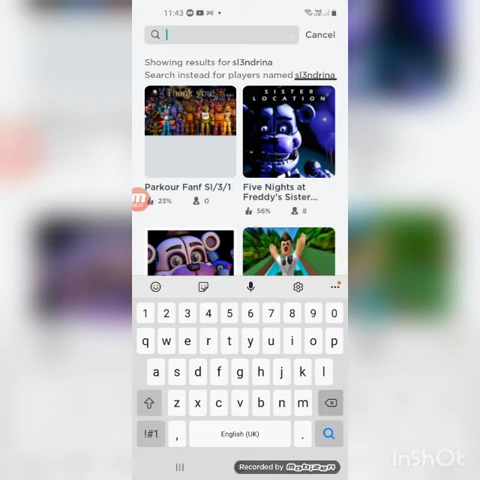 11:43
Cancel
Showing results for sl3ndrina
Search instead for players named sl3ndrina
Thank you!
SISTER
LOCATION
Parkour Fanf Sl/3/1
Five Nights at
Freddy's Sister...
23% 0
56% 8
1 2 3 4 5 6 7 8 9 0
q w e r t y u i o p
a s d f g h j k l
z x c v b n m
!#1 , English (UK) .
Recorded by mobizen
InShOt